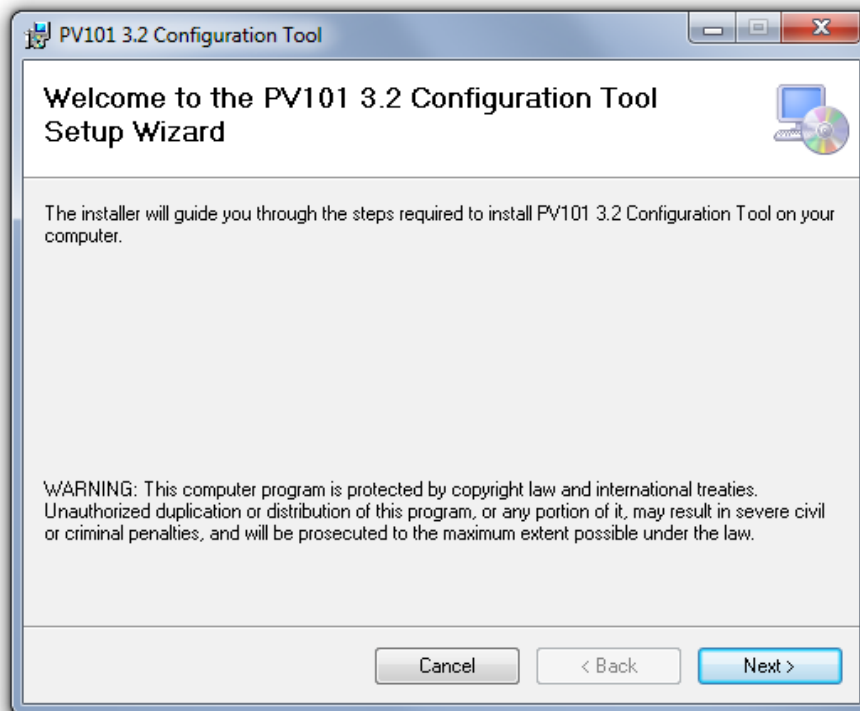 PV101 3.2 Configuration Tool
Welcome to the PV101 3.2 Configuration Tool
Setup Wizard
The installer will guide you through the steps required to install PV101 3.2 Configuration Tool on your
computer.
WARNING: This computer program is protected by copyright law and international treaties.
Unauthorized duplication or distribution of this program, or any portion of it, may result in severe civil
or criminal penalties, and will be prosecuted to the maximum extent possible under the law.
Cancel
< Back
Next >